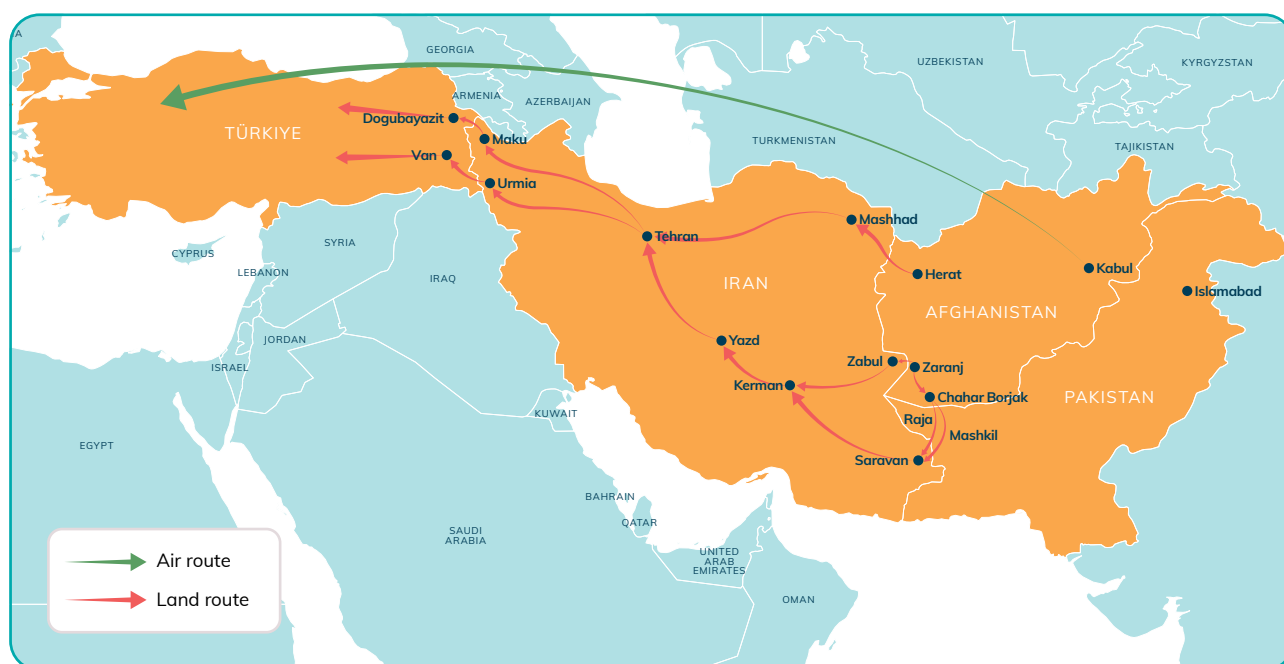 A
GEORGIA
UZBEKISTAN
KYRGYZSTAN
ARMENIA
AZERBAIJAN
Dogubayazit
TÜRKIYE
Maku
TURKMENISTAN
TAJIKISTAN
Van
Urmia
Mashhad
Tehran
CYPRUS
SYRIA
LEBANON
IRAQ
IRAN
Herat
Kabul
Islamabad
AFGHANISTAN
JORDAN
Yazd
ISRAEL
Zabul
Zaranj
Kerman
Chahar Borjak
PAKISTAN
KUWAIT
Raja
Mashkil
EGYPT
Saravan
BAHRAIN
QATAR
SAUDI
ARABIA
UNITED
ARAB
EMIRATES
OMAN
Air route
Land route